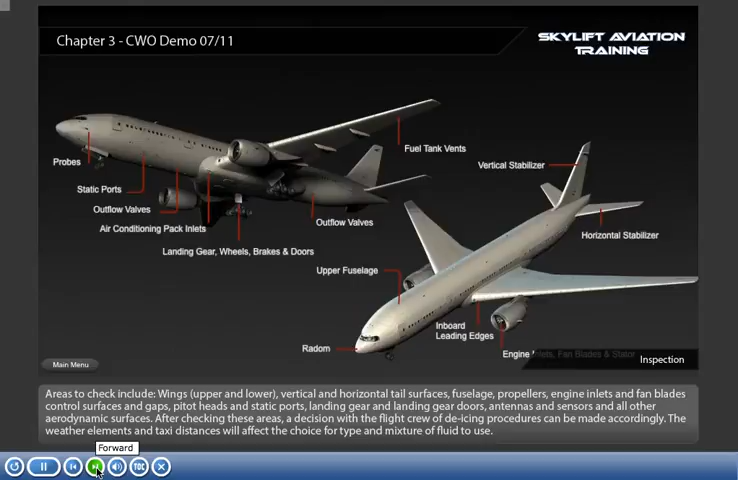 Chapter 3 - CWO Demo 07/11
SKYLIFT AVIATION
TRAINING
Probes
Static Ports
Outflow Valves
Air Conditioning Pack Inlets
Landing Gear, Wheels, Brakes & Doors
Outflow Valves
Fuel Tank Vents
Vertical Stabilizer
Horizontal Stabilizer
Upper Fuselage
Inboard
Leading Edges
Radom
Engine Inlets, Fan Blades & Stator
Main Menu
Inspection
Areas to check include: Wings (upper and lower), vertical and horizontal tail surfaces, fuselage, propellers, engine inlets and fan blades
control surfaces and gaps, pitot heads and static ports, landing gear and landing gear doors, antennas and sensors and all other
aerodynamic surfaces. After checking these areas, a decision with the flight crew of de-icing procedures can be made accordingly. The
weather elements and taxi distances will affect the choice for type and mixture of fluid to use.
Forward
TOC